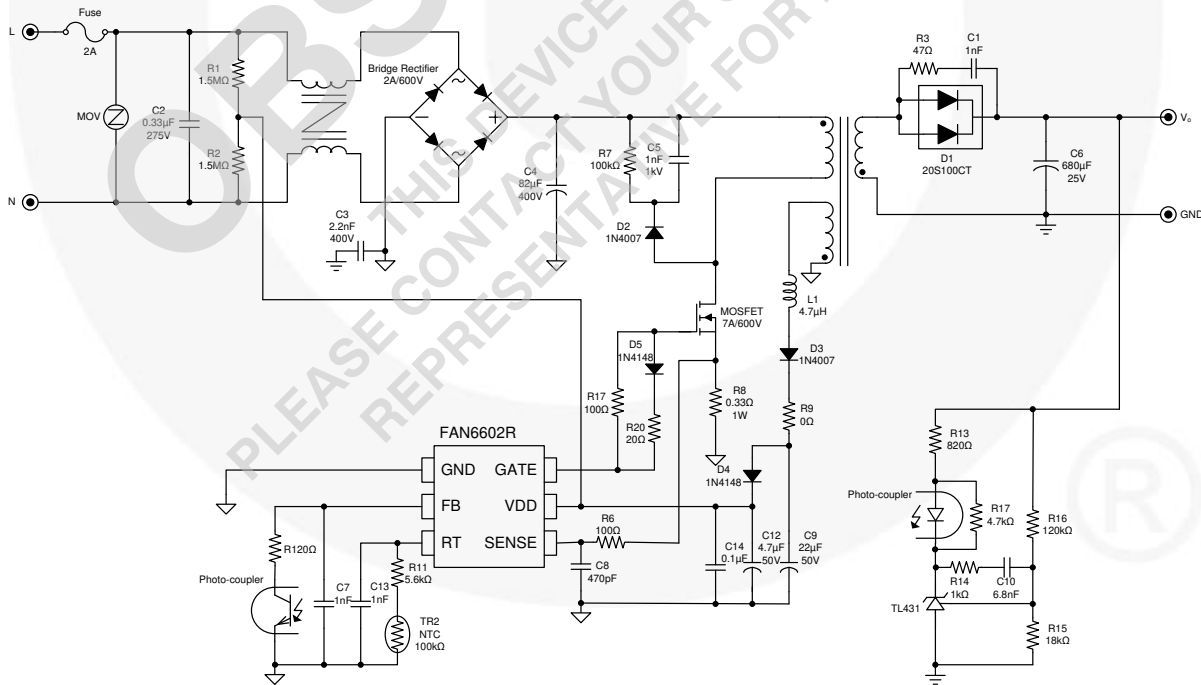 Fuse
L
2A
R1
1.5MΩ
C2
0.33µF
275V
MOV
R2
1.5MΩ
N
Bridge Rectifier
2A/600V
C3
2.2nF
400V
C4
82µF
400V
R7
100kΩ
C5
1nF
1kV
D2
1N4007
R3
47Ω
C1
1nF
D1
20S100CT
C6
680µF
25V
Vo
GND
L1
4.7µH
MOSFET
7A/600V
D3
1N4007
D5
1N4148
R17
100Ω
R20
20Ω
R8
0.33Ω
1W
R9
0Ω
D4
1N4148
FAN6602R
GND
GATE
FB
VDD
RT
SENSE
R6
100Ω
C8
470pF
C14
0.1µF
C12
4.7µF
50V
C9
22µF
50V
R120Ω
Photo-coupler
C7
1nF
C13
1nF
R11
5.6kΩ
TR2
NTC
100kΩ
R13
820Ω
Photo-coupler
R17
4.7kΩ
R16
120kΩ
R14
1kΩ
C10
6.8nF
TL431
R15
18kΩ
OBS
THIS DEVICE
PLEASE CONTACT YOUR
REPRESENTATIVE FOR
®